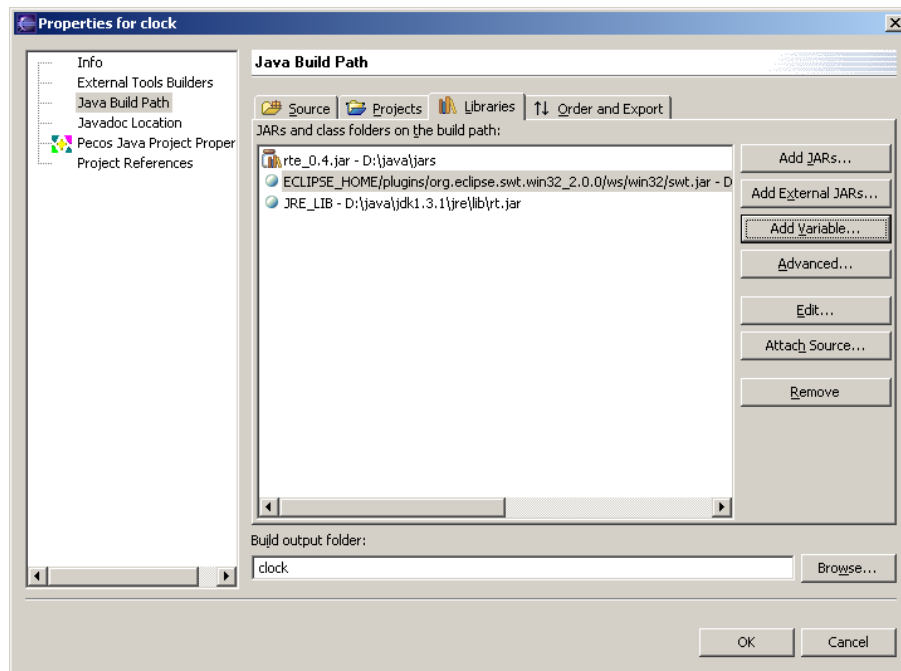 Properties for clock
Info
External Tools Builders
Java Build Path
Javadoc Location
Pecos Java Project Proper
Project References
Java Build Path
Source
Projects
Libraries
Order and Export
JARs and class folders on the build path:
rte_0.4.jar - D:\java\jars
ECLIPSE_HOME/plugins/org.eclipse.swt.win32_2.0.0/ws/win32/swt.jar - D
JRE_LIB - D:\java\jdk1.3.1\jre\lib\rt.jar
Add JARs...
Add External JARs...
Add Variable...
Advanced...
Edit...
Attach Source...
Remove
Build output folder:
clock
Browse...
OK
Cancel